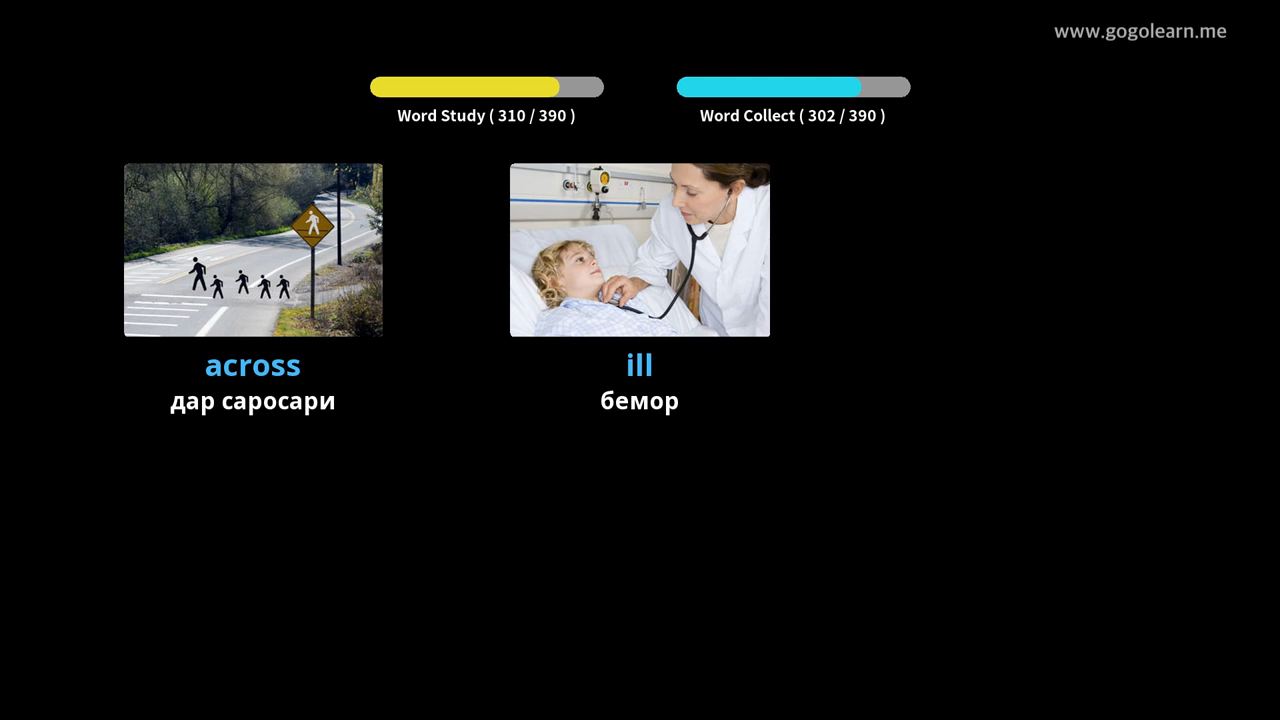 www.gogolearn.me
Word Study ( 310 / 390 )
Word Collect ( 302 / 390 )
across
дар саросари
ill
бемор